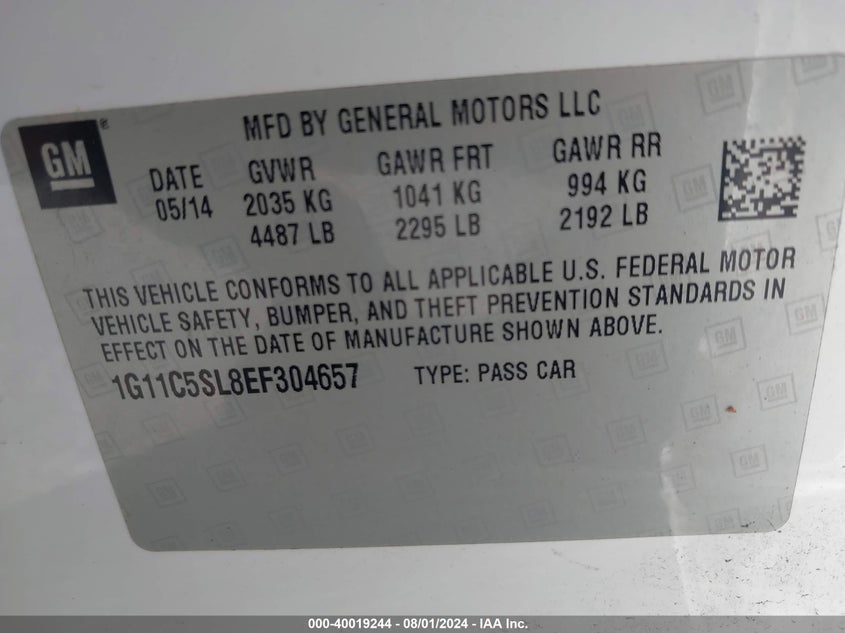 MFD BY GENERAL MOTORS LLC
GM®
DATE GVWR GAWR FRT GAWR RR
05/14 2035 KG 1041 KG 994 KG
4487 LB 2295 LB 2192 LB
THIS VEHICLE CONFORMS TO ALL APPLICABLE U.S. FEDERAL MOTOR
VEHICLE SAFETY, BUMPER, AND THEFT PREVENTION STANDARDS IN
EFFECT ON THE DATE OF MANUFACTURE SHOWN ABOVE.
1G11C5SL8EF304657 TYPE: PASS CAR
000-40019244 - 08/01/2024 - IAA Inc.